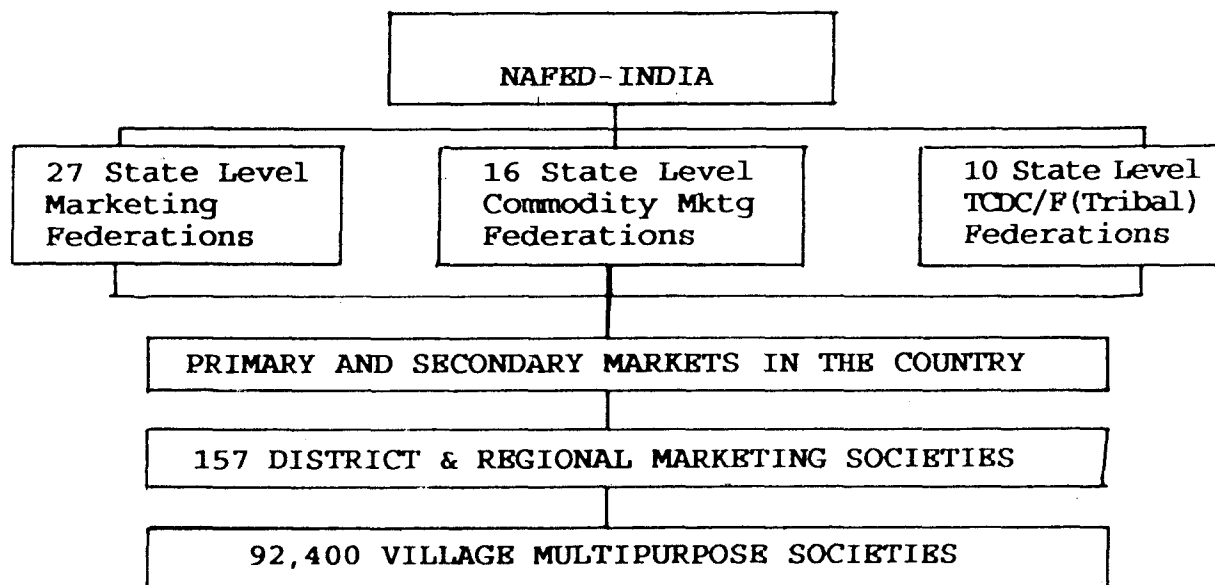 NAFED-INDIA
27 State Level
Marketing
Federations
16 State Level
Commodity Mktg
Federations
10 State Level
TCDC/F(Tribal)
Federations
PRIMARY AND SECONDARY MARKETS IN THE COUNTRY
157 DISTRICT & REGIONAL MARKETING SOCIETIES
92,400 VILLAGE MULTIPURPOSE SOCIETIES